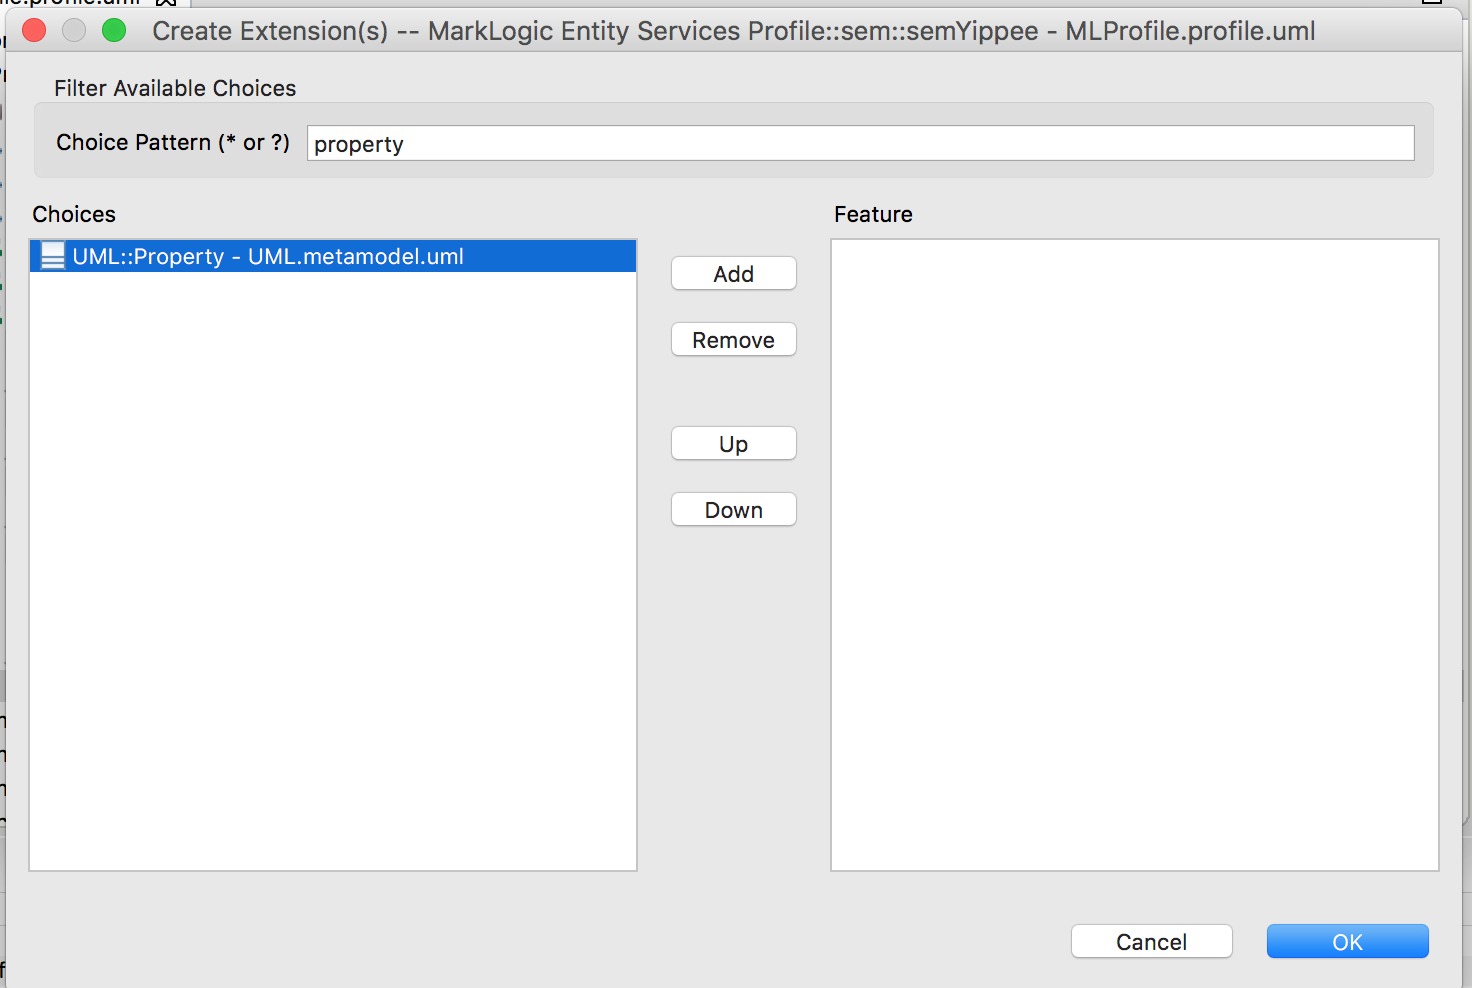 Create Extension(s) -- MarkLogic Entity Services Profile::sem::semYippee - MLProfile.profile.uml
Filter Available Choices
Choice Pattern (* or ?) property
Choices
Feature
UML::Property - UML.metamodel.uml
Add
Remove
Up
Down
Cancel
OK